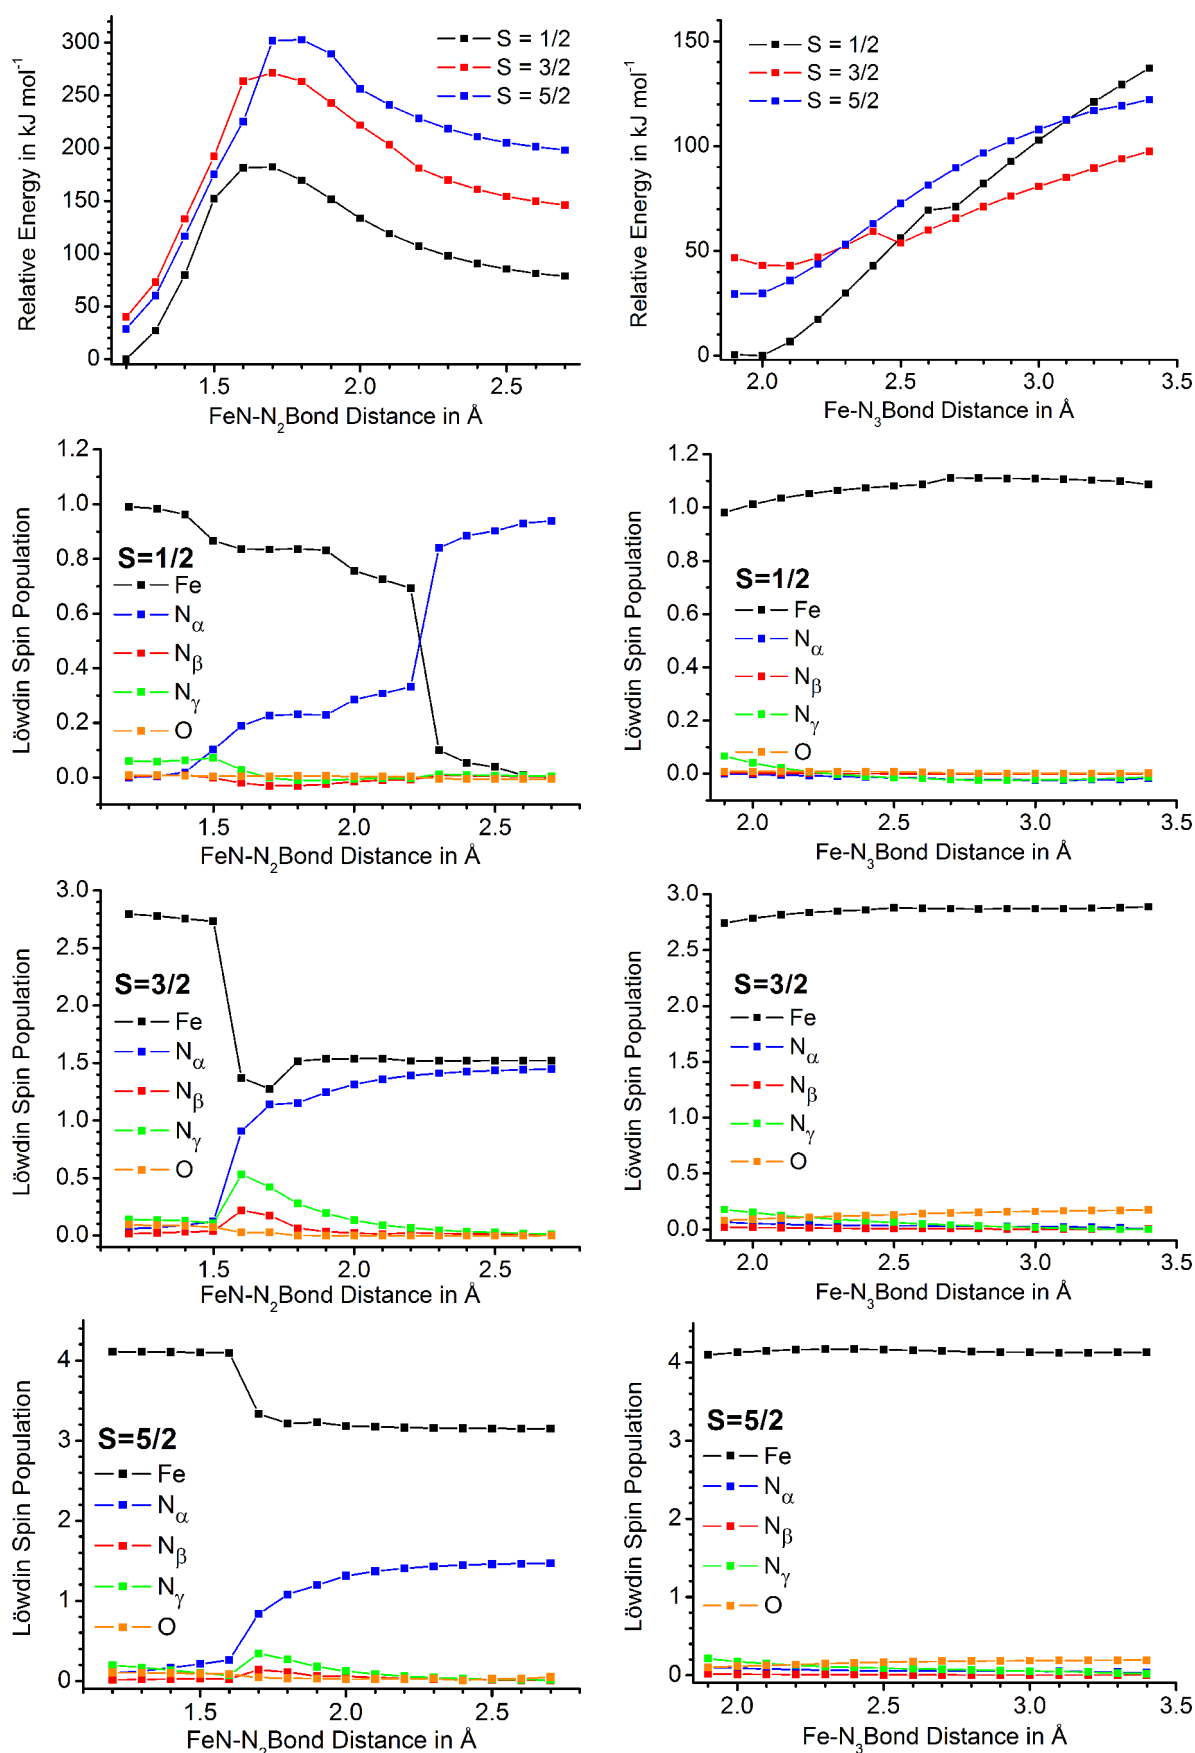 Relative Energy in kJ mol⁻¹
300
250
200
150
100
50
0
S = 1/2
S = 3/2
S = 5/2
1.5 2.0 2.5
FeN-N₂Bond Distance in Å
Relative Energy in kJ mol⁻¹
150
100
50
0
S = 1/2
S = 3/2
S = 5/2
2.0 2.5 3.0 3.5
Fe-N₃Bond Distance in Å
Löwdin Spin Population
1.2
1.0
0.8
0.6
0.4
0.2
0.0
S=1/2
Fe
Nα
Nβ
Nγ
O
1.5 2.0 2.5
FeN-N₂Bond Distance in Å
Löwdin Spin Population
1.2
1.0
0.8
0.6
0.4
0.2
0.0
S=1/2
Fe
Nα
Nβ
Nγ
O
2.0 2.5 3.0 3.5
Fe-N₃Bond Distance in Å
Löwdin Spin Population
3.0
2.5
2.0
1.5
1.0
0.5
0.0
S=3/2
Fe
Nα
Nβ
Nγ
O
1.5 2.0 2.5
FeN-N₂Bond Distance in Å
Löwdin Spin Population
3.0
2.5
2.0
1.5
1.0
0.5
0.0
S=3/2
Fe
Nα
Nβ
Nγ
O
2.0 2.5 3.0 3.5
Fe-N₃Bond Distance in Å
Löwdin Spin Population
4
3
2
1
0
S=5/2
Fe
Nα
Nβ
Nγ
O
1.5 2.0 2.5
FeN-N₂Bond Distance in Å
Löwdin Spin Population
4
3
2
1
0
S=5/2
Fe
Nα
Nβ
Nγ
O
2.0 2.5 3.0 3.5
Fe-N₃Bond Distance in Å